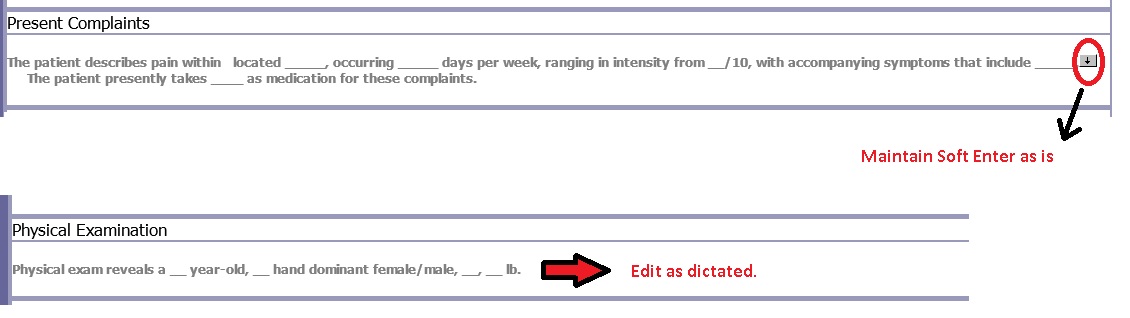 Present Complaints
The patient describes pain within   located _____, occurring _____ days per week, ranging in intensity from __/10, with accompanying symptoms that include _____ ↓
The patient presently takes ____ as medication for these complaints.
Maintain Soft Enter as is
Physical Examination
Physical exam reveals a __ year-old, __ hand dominant female/male, __, __ lb.
Edit as dictated.